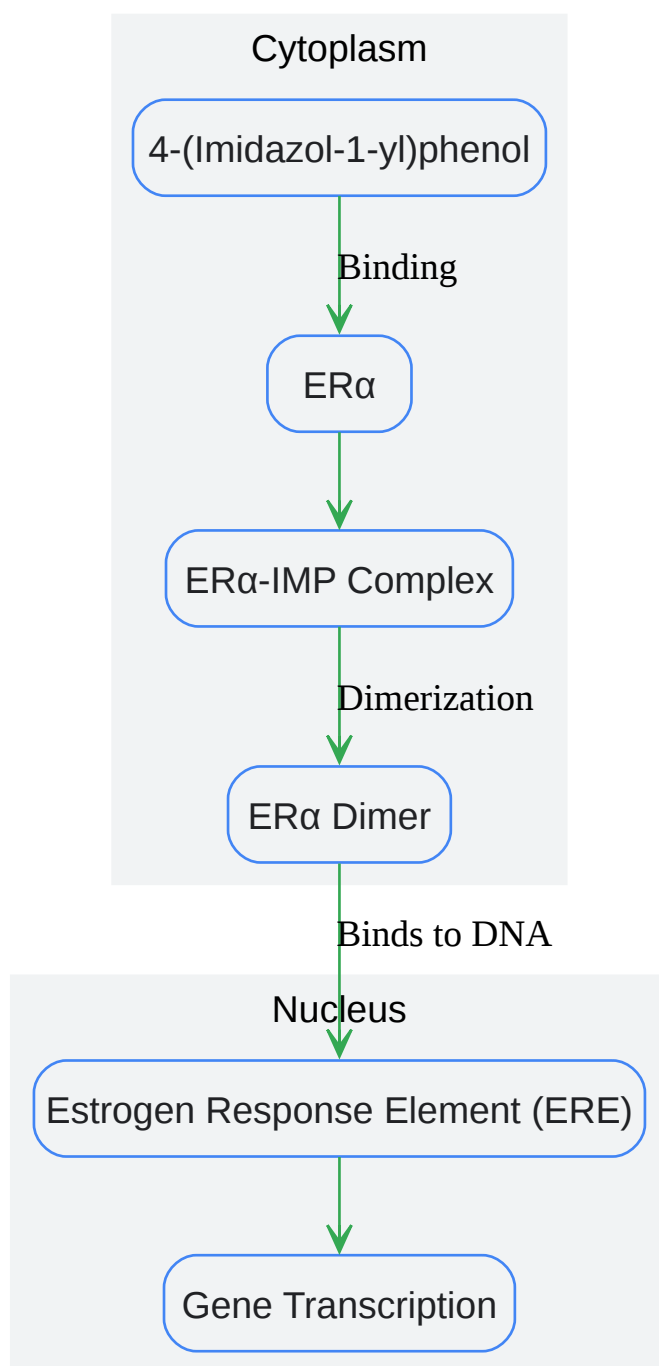 Cytoplasm
4-(Imidazol-1-yl)phenol
Binding
ERα
ERα-IMP Complex
Dimerization
ERα Dimer
Binds to DNA
Nucleus
Estrogen Response Element (ERE)
Gene Transcription